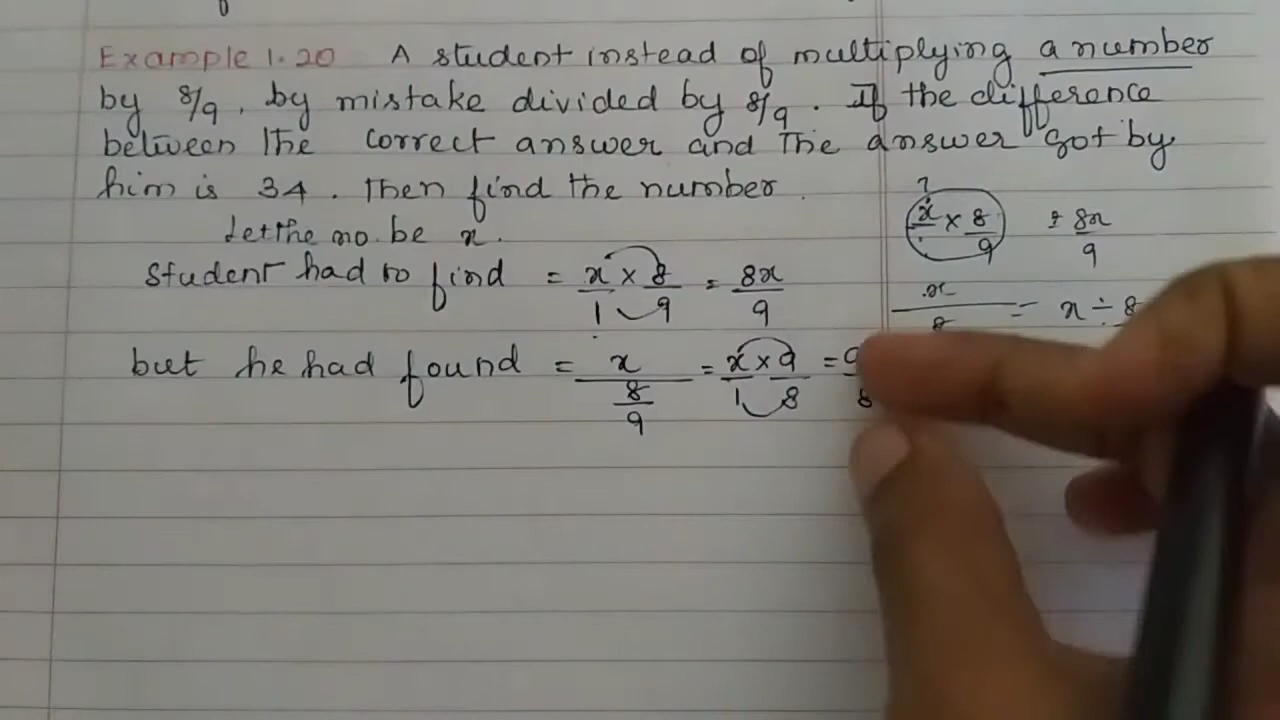 Example 1.20 A student instead of multiplying a number
by 8/9, by mistake divided by 8/9. If the difference
between the correct answer and the answer got by
him is 34. Then find the number.
Let the no. be x.
Student had to find = x/1 × 8/9 = 8x/9
but he had found = x/(8/9) = x/1 × 9/8 =
x/1 × 8/9 = 8x/9
x/8 = x ÷ 8